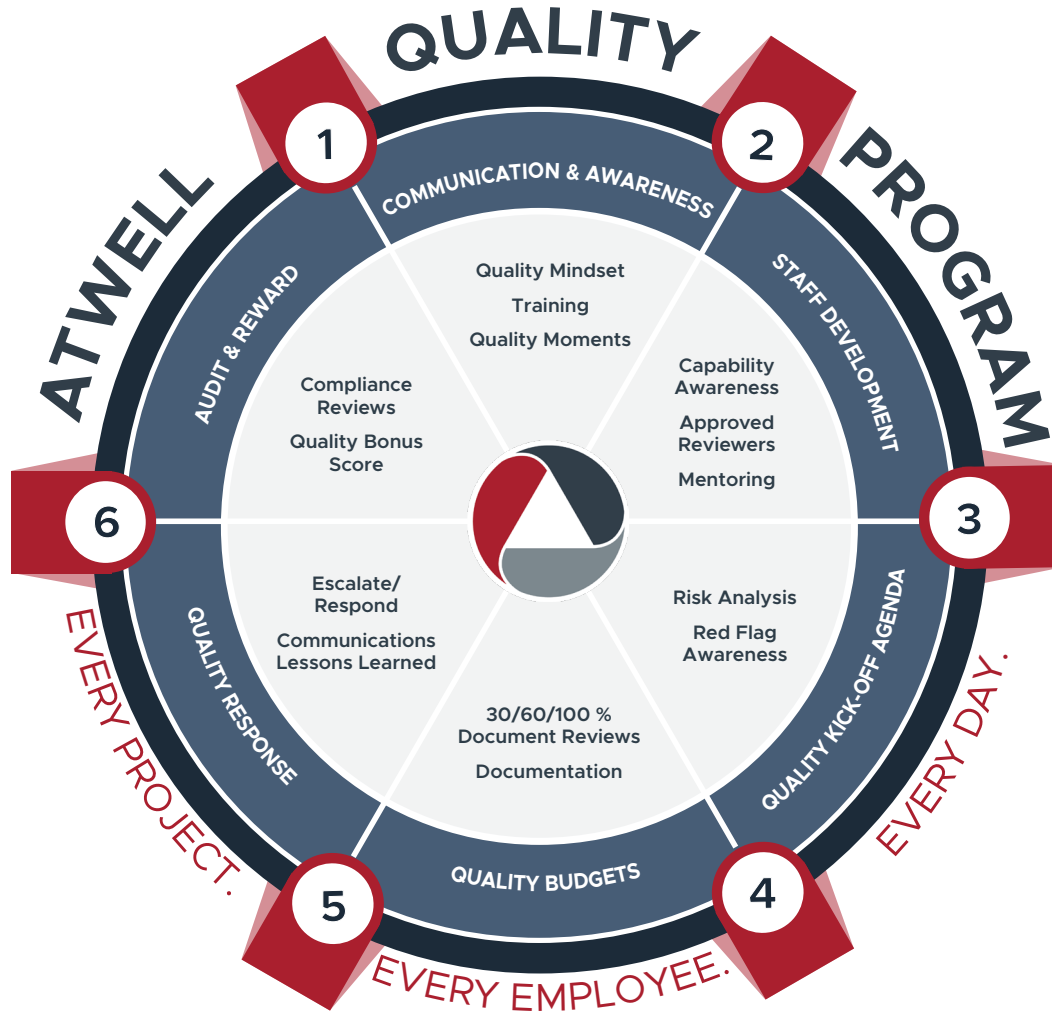 ATWELL QUALITY PROGRAM
1
COMMUNICATION & AWARENESS
Quality Mindset
Training
Quality Moments
2
STAFF DEVELOPMENT
Capability
Awareness
Approved
Reviewers
Mentoring
3
QUALITY KICK-OFF AGENDA
Risk Analysis
Red Flag
Awareness
4
QUALITY BUDGETS
30/60/100 %
Document Reviews
Documentation
5
QUALITY RESPONSE
Escalate/
Respond
Communications
Lessons Learned
6
AUDIT & REWARD
Compliance
Reviews
Quality Bonus
Score
EVERY PROJECT.
EVERY EMPLOYEE.
EVERY DAY.